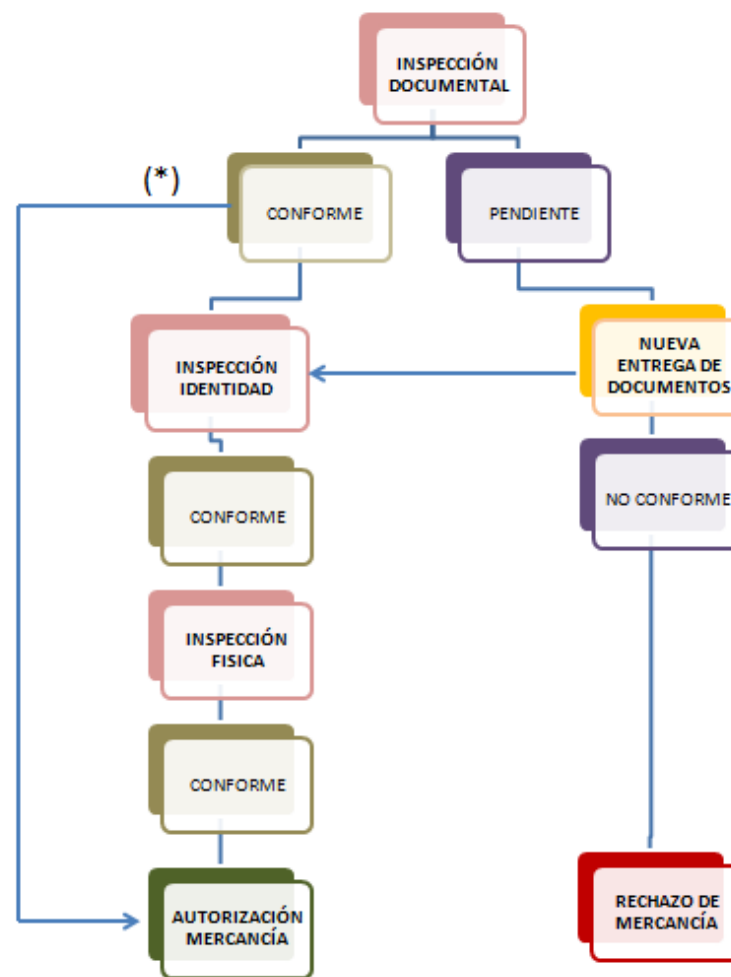 INSPECCIÓN
DOCUMENTAL
(*)
CONFORME
PENDIENTE
INSPECCIÓN
IDENTIDAD
NUEVA
ENTREGA DE
DOCUMENTOS
CONFORME
NO CONFORME
INSPECCIÓN
FISICA
CONFORME
AUTORIZACIÓN
MERCANCÍA
RECHAZO DE
MERCANCÍA